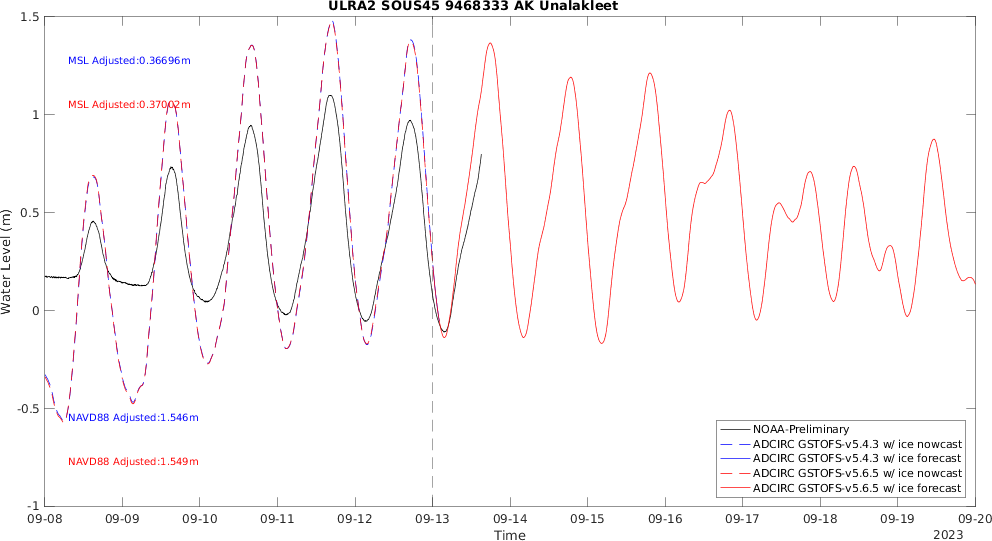 ULRA2 SOUS45 9468333 AK Unalakleet
1.5
1
0.5
0
-0.5
-1
Water Level (m)
MSL Adjusted:0.36696m
MSL Adjusted:0.37002m
NAVD88 Adjusted:1.546m
NAVD88 Adjusted:1.549m
NOAA-Preliminary
ADCIRC GSTOFS-v5.4.3 w/ ice nowcast
ADCIRC GSTOFS-v5.4.3 w/ ice forecast
ADCIRC GSTOFS-v5.6.5 w/ ice nowcast
ADCIRC GSTOFS-v5.6.5 w/ ice forecast
09-08 09-09 09-10 09-11 09-12 09-13 09-14 09-15 09-16 09-17 09-18 09-19 09-20
Time
2023